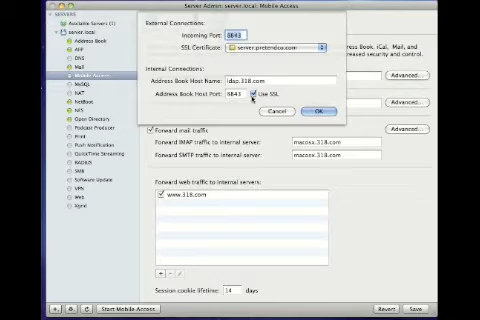 Server Admin: server.local: Mobile Access
SERVERS
Available Servers (1)
server.local
Address Book
AFP
DNS
Mail
Mobile Access
MySQL
NAT
NetBoot
NFS
Open Directory
Podcast Producer
Print
Push Notification
QuickTime Streaming
RADIUS
SMB
Software Update
VPN
Web
Xgrid
External Connections:
Incoming Port: 8843
SSL Certificate: server.pretendco.com
Internal Connections:
Address Book Host Name: ldap.318.com
Address Book Host Port: 8843 Use SSL
Cancel OK
Book, iCal, Mail, and
security and control.
Advanced...
Advanced...
Forward mail traffic Advanced...
Forward IMAP traffic to internal server: macosx.318.com
Forward SMTP traffic to internal server: macosx.318.com
Forward web traffic to internal servers:
www.318.com
Session cookie lifetime: 14 days
Start Mobile Access Revert Save